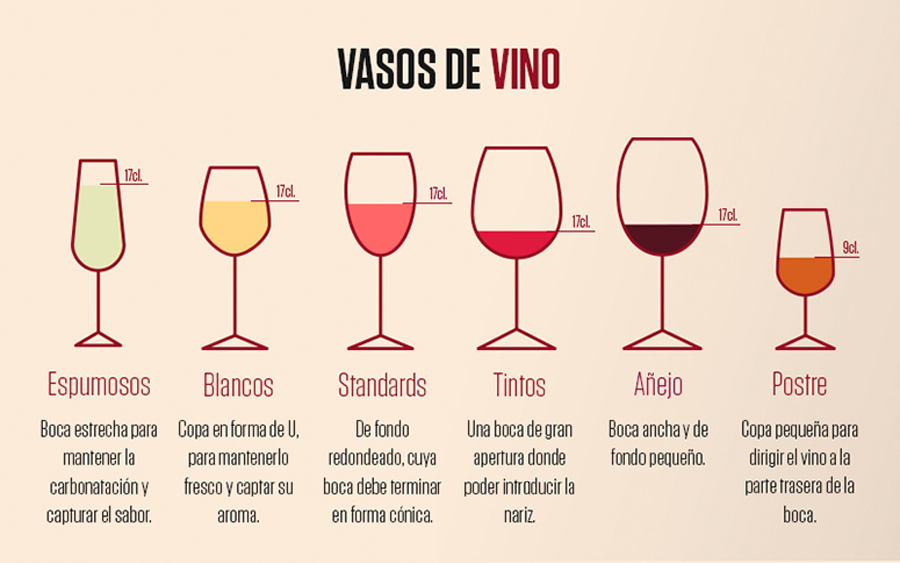 VASOS DE VINO
17cl.
17cl.
17cl.
17cl.
17cl.
9cl.
Espumosos
Boca estrecha para
mantener la
carbonatación y
capturar el sabor.
Blancos
Copa en forma de U,
para mantenerlo
fresco y captar su
aroma.
Standards
De fondo
redondeado, cuya
boca debe terminar
en forma cónica.
Tintos
Una boca de gran
apertura donde
poder introducir la
nariz.
Añejo
Boca ancha y de
fondo pequeño.
Postre
Copa pequeña para
dirigir el vino a la
parte trasera de la
boca.